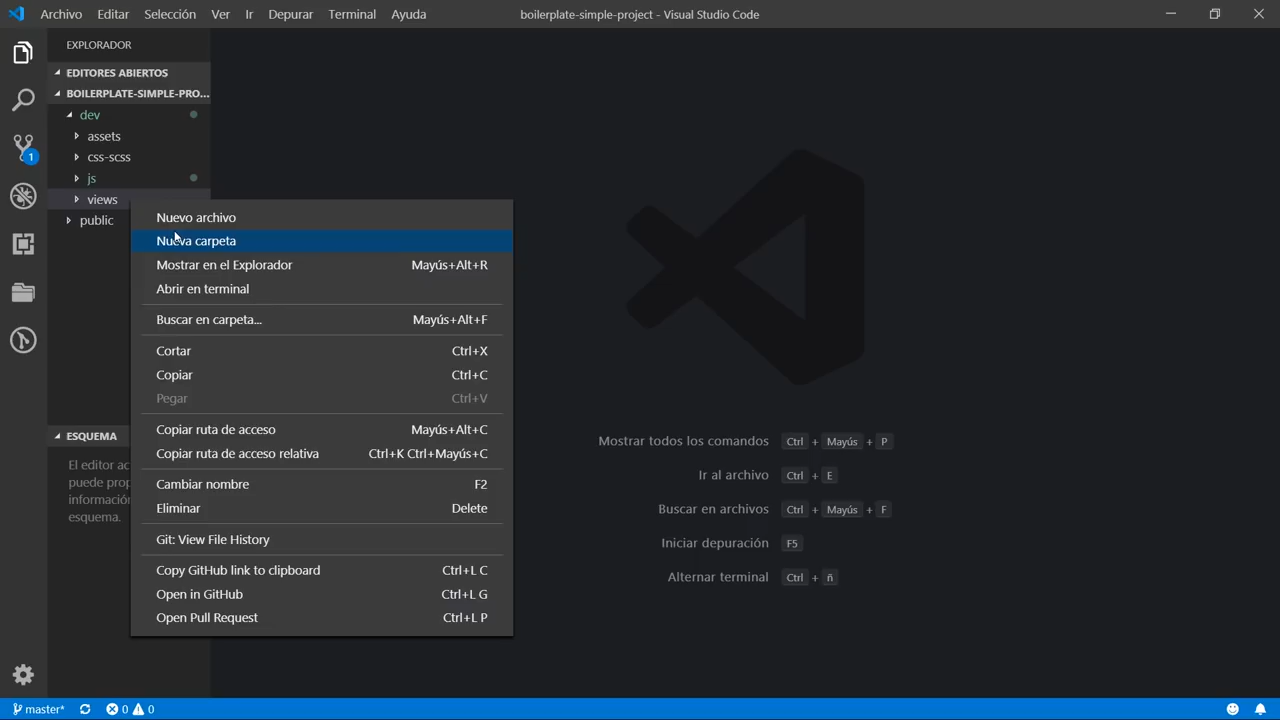 Archivo Editar Selección Ver Ir Depurar Terminal Ayuda boilerplate-simple-project - Visual Studio Code
EXPLORADOR
EDITORES ABIERTOS
BOILERPLATE-SIMPLE-PRO...
dev
assets
css-scss
1
js
views
public
Nuevo archivo
Nueva carpeta
Mostrar en el Explorador Mayús+Alt+R
Abrir en terminal
Buscar en carpeta... Mayús+Alt+F
Cortar Ctrl+X
Copiar Ctrl+C
Pegar Ctrl+V
Copiar ruta de acceso Mayús+Alt+C
Copiar ruta de acceso relativa Ctrl+K Ctrl+Mayús+C
Cambiar nombre F2
Eliminar Delete
Git: View File History
Copy GitHub link to clipboard Ctrl+L C
Open in GitHub Ctrl+L G
Open Pull Request Ctrl+L P
ESQUEMA
El editor ac
puede prop
información
esquema.
Mostrar todos los comandos Ctrl + Mayús + P
Ir al archivo Ctrl + E
Buscar en archivos Ctrl + Mayús + F
Iniciar depuración F5
Alternar terminal Ctrl + ñ
master* 0 0